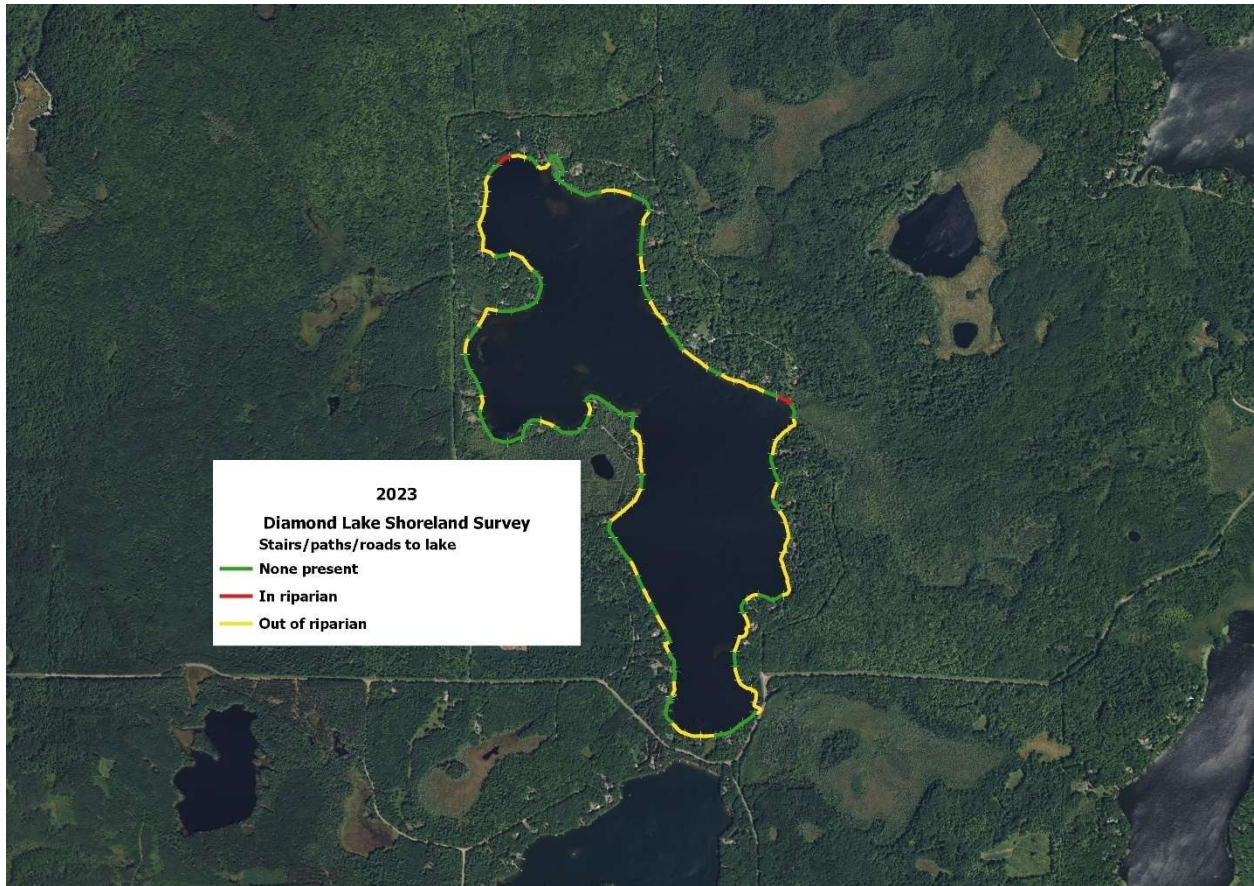 2023
Diamond Lake Shoreland Survey
Stairs/paths/roads to lake
None present
In riparian
Out of riparian